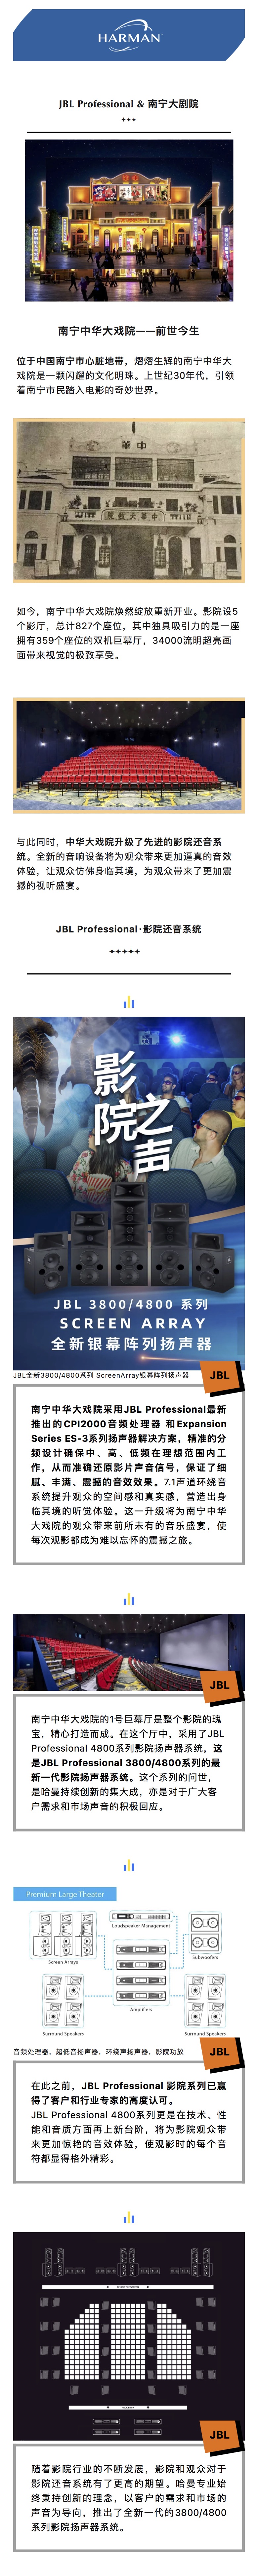 HARMAN
JBL Professional & 南宁大剧院
南宁中华大戏院——前世今生
位于中国南宁市心脏地带，熠熠生辉的南宁中华大
戏院是一颗闪耀的文化明珠。上世纪30年代，引领
着南宁市民踏入电影的奇妙世界。
華中
院戲大華中
如今，南宁中华大戏院焕然绽放重新开业。影院设5
个影厅，总计827个座位，其中独具吸引力的是一座
拥有359个座位的双机巨幕厅，34000流明超亮画
面带来视觉的极致享受。
与此同时，中华大戏院升级了先进的影院还音系
统。全新的音响设备将为观众带来更加逼真的音效
体验，让观众仿佛身临其境，为观众带来了更加震
撼的视听盛宴。
JBL Professional·影院还音系统
影院之声
JBL 3800/4800 系列
SCREEN ARRAY
全新银幕阵列扬声器
JBL全新3800/4800系列 ScreenArray银幕阵列扬声器
JBL
南宁中华大戏院采用JBL Professional最新
推出的CPI2000音频处理器 和Expansion
Series ES-3系列扬声器解决方案，精准的分
频设计确保中、高、低频在理想范围内工
作，从而准确还原影片声音信号，保证了细
腻、丰满、震撼的音效效果。7.1声道环绕音
系统提升观众的空间感和真实感，营造出身
临其境的听觉体验。这一升级将为南宁中华
大戏院的观众带来前所未有的音乐盛宴，使
每次观影都成为难以忘怀的震撼之旅。
JBL
南宁中华大戏院的1号巨幕厅是整个影院的瑰
宝，精心打造而成。在这个厅中，采用了JBL
Professional 4800系列影院扬声器系统，这
是JBL Professional 3800/4800系列的最
新一代影院扬声器系统。这个系列的问世，
是哈曼持续创新的集大成，亦是对于广大客
户需求和市场声音的积极回应。
Premium Large Theater
Loudspeaker Management
Screen Arrays
Subwoofers
Amplifiers
Surround Speakers
Surround Speakers
音频处理器，超低音扬声器，环绕声扬声器，影院功放
JBL
在此之前，JBL Professional 影院系列已赢
得了客户和行业专家的高度认可。
JBL Professional 4800系列更是在技术、性
能和音质方面再上新台阶，将为影院观众带
来更加惊艳的音效体验，使观影时的每个音
符都显得格外精彩。
JBL
随着影院行业的不断发展，影院和观众对于
影院还音系统有了更高的期望。哈曼专业始
终秉持创新的理念，以客户的需求和市场的
声音为导向，推出了全新一代的3800/4800
系列影院扬声器系统。